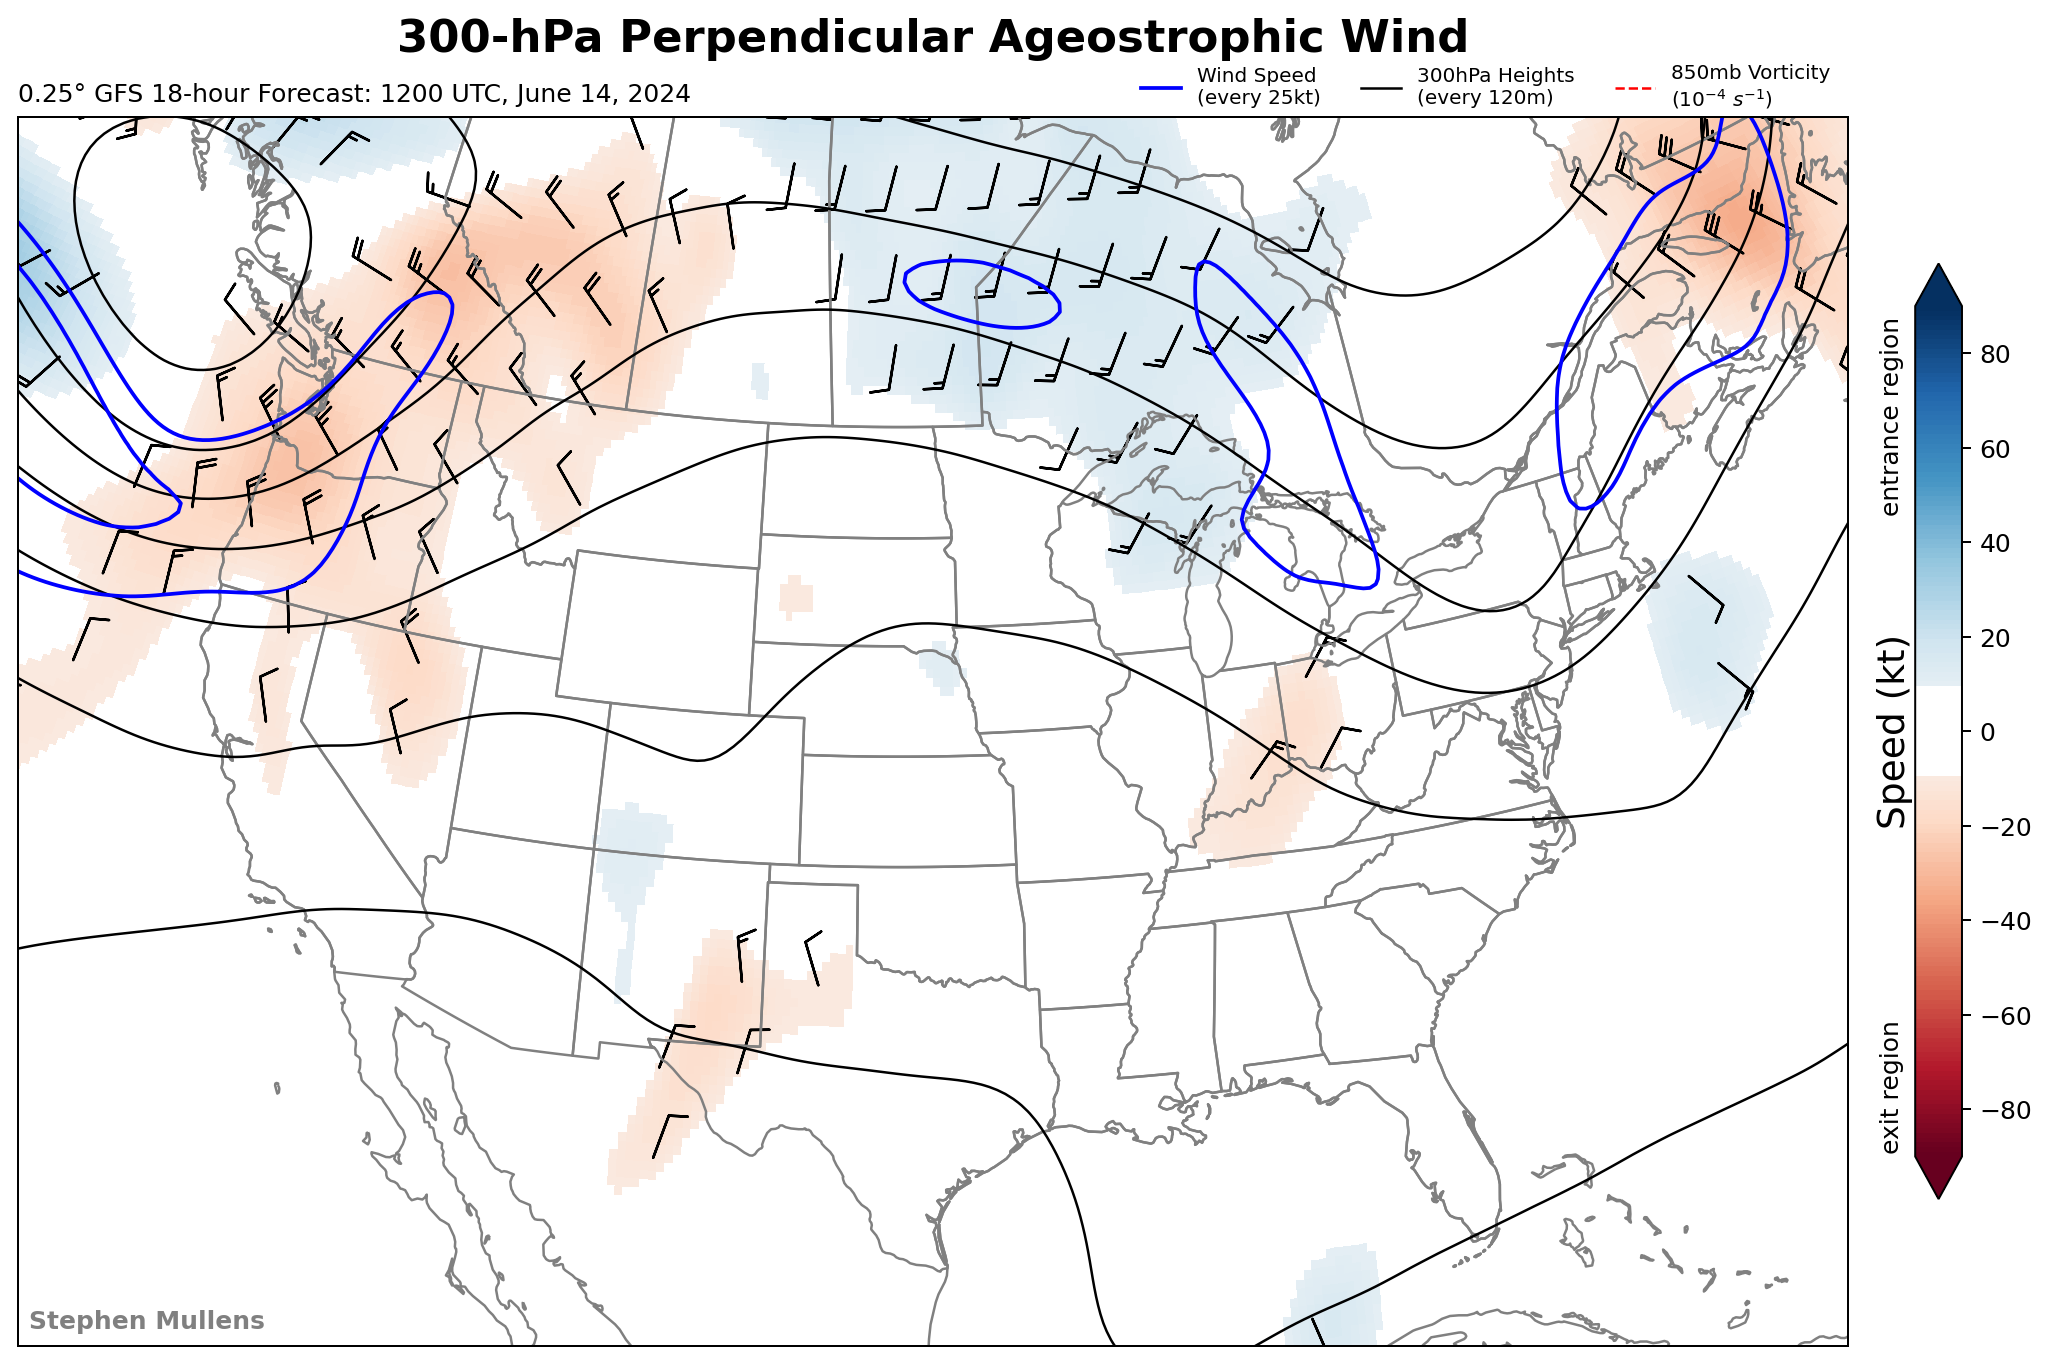 300-hPa Perpendicular Ageostrophic Wind
0.25° GFS 18-hour Forecast: 1200 UTC, June 14, 2024
Wind Speed
(every 25kt)
300hPa Heights
(every 120m)
850mb Vorticity
(10⁻⁴ s⁻¹)
entrance region
Speed (kt)
exit region
80
60
40
20
0
−20
−40
−60
−80
Stephen Mullens